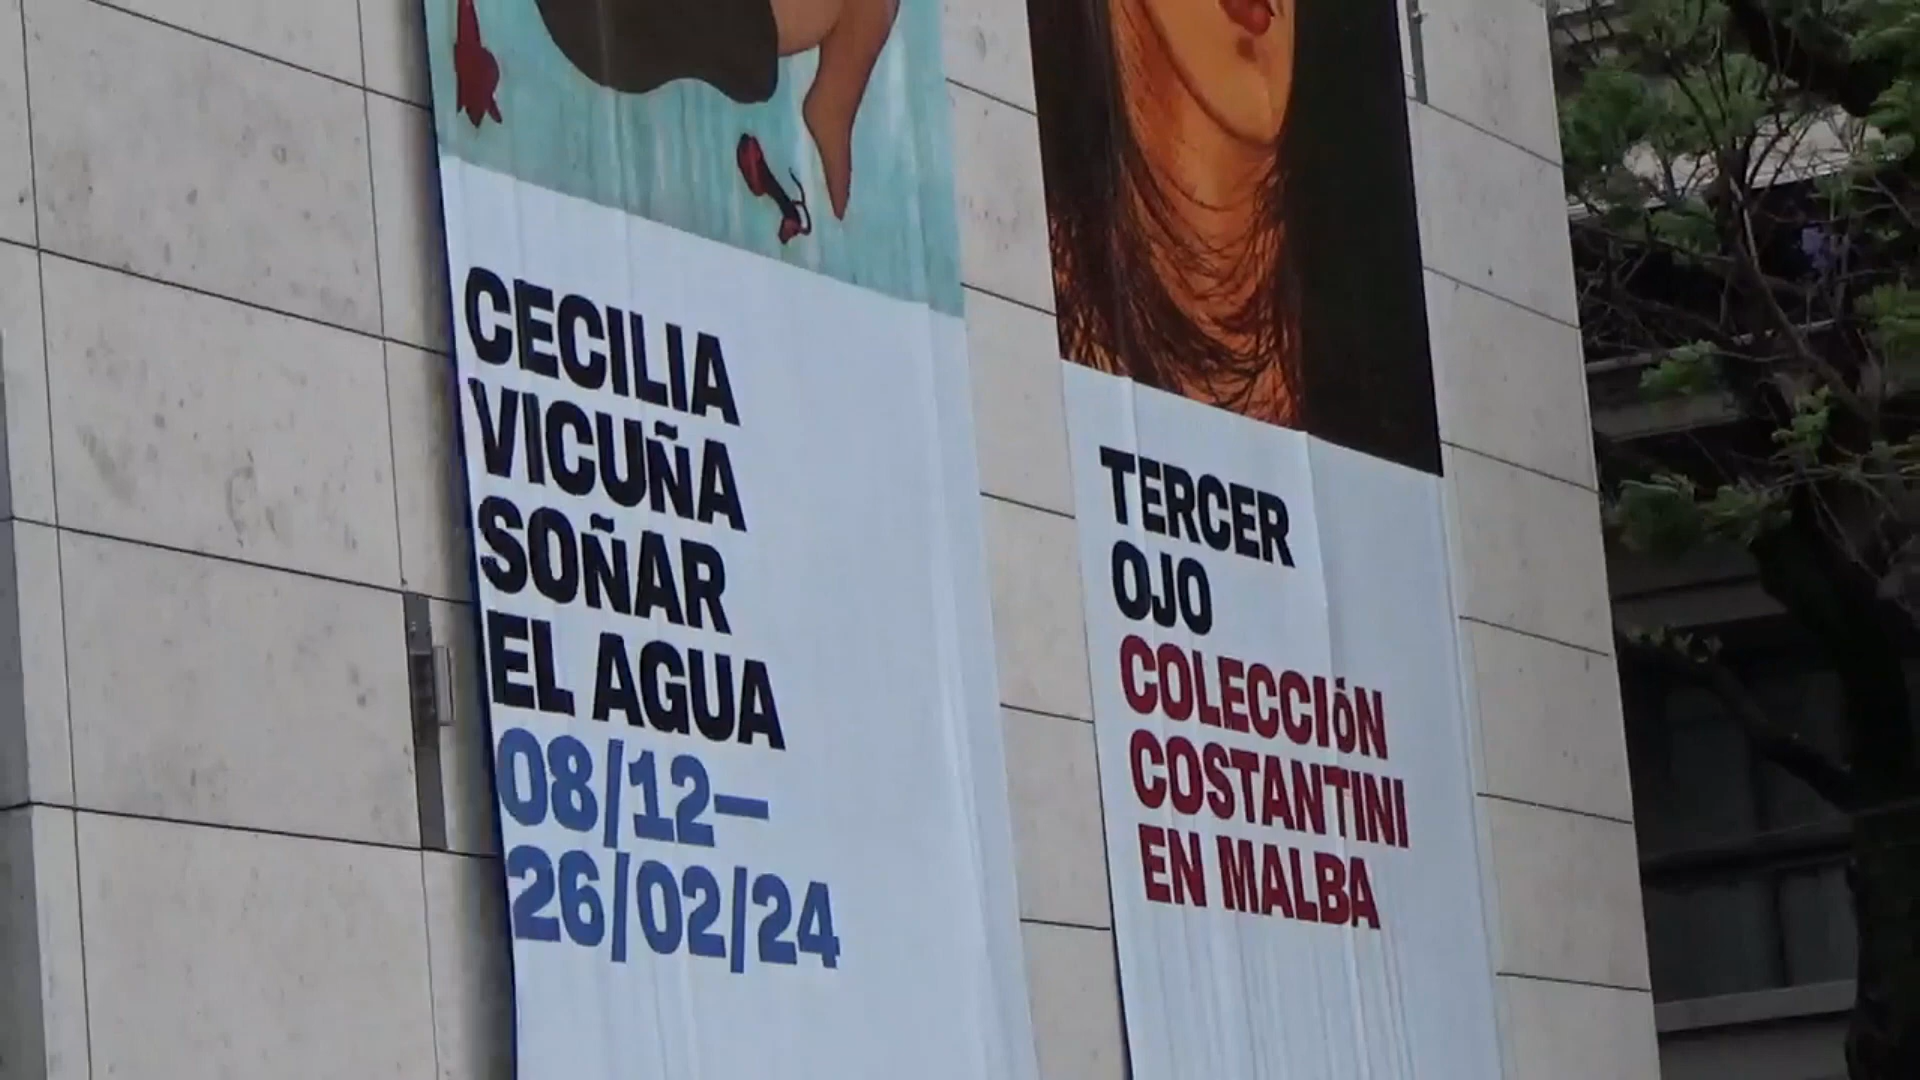 CECILIA
VICUÑA
SOÑAR
EL AGUA
08/12—
26/02/24
TERCER
OJO
COLECCIÓN
COSTANTINI
EN MALBA